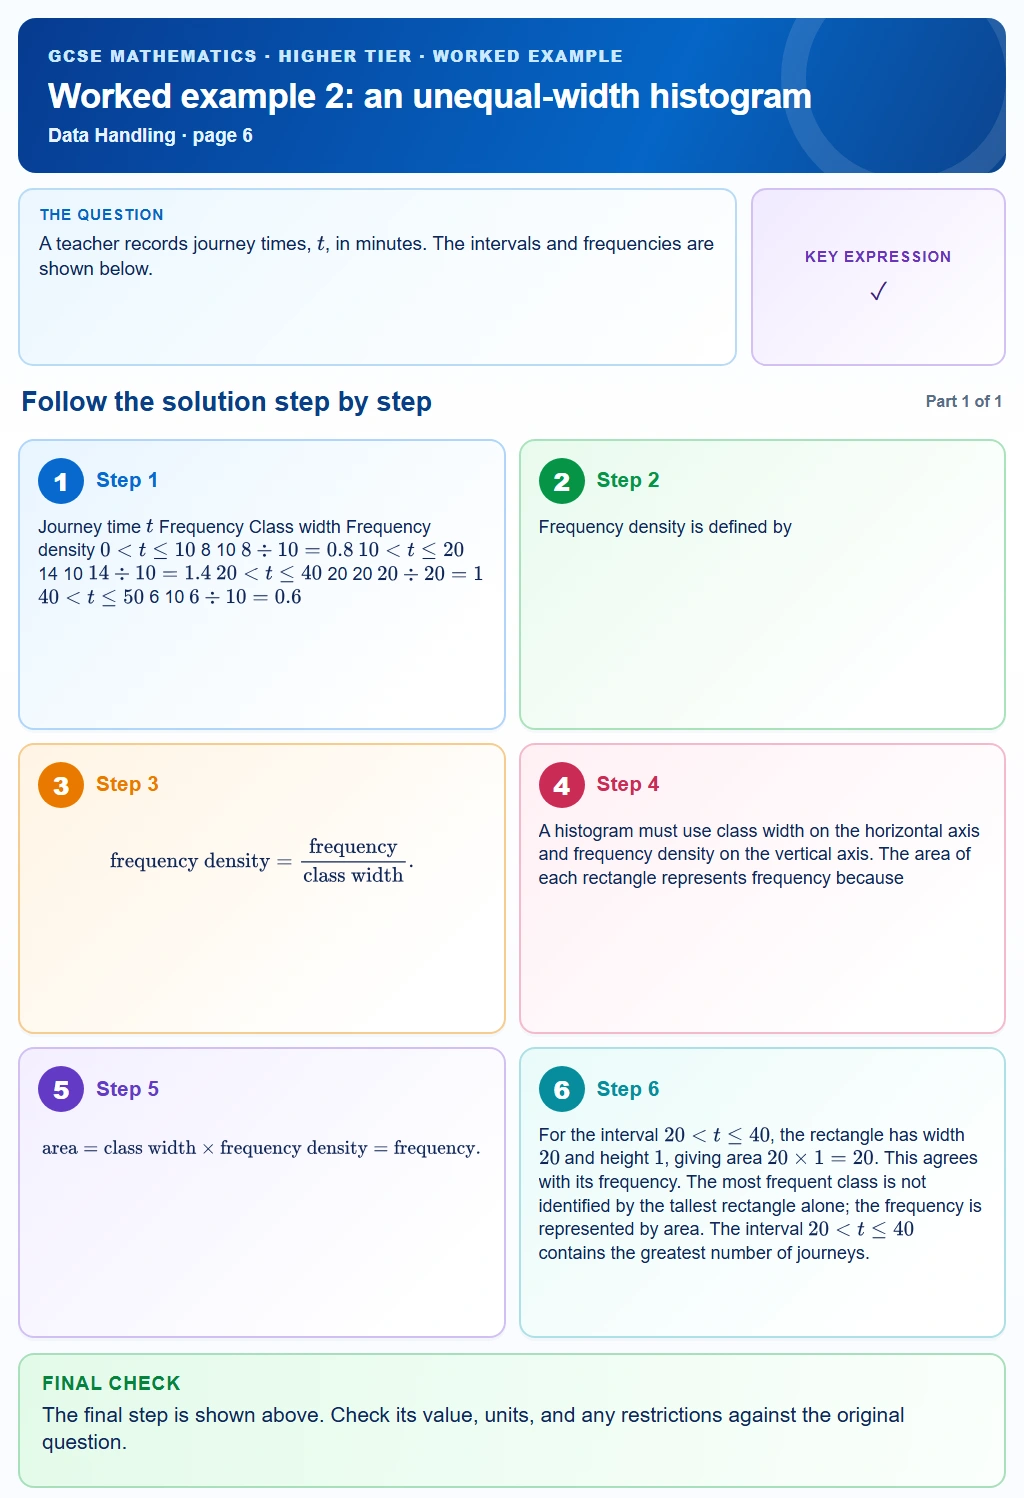 GCSE MATHEMATICS · HIGHER TIER · WORKED EXAMPLE
Worked example 2: an unequal-width histogram
Data Handling · page 6
THE QUESTION
A teacher records journey times, t, in minutes. The intervals and frequencies are
shown below.
KEY EXPRESSION
✓
Follow the solution step by step
Part 1 of 1
1 Step 1
Journey time t Frequency Class width Frequency
density 0 < t ≤ 10 8 10 8 ÷ 10 = 0.8 10 < t ≤ 20
14 10 14 ÷ 10 = 1.4 20 < t ≤ 40 20 20 20 ÷ 20 = 1
40 < t ≤ 50 6 10 6 ÷ 10 = 0.6
2 Step 2
Frequency density is defined by
3 Step 3
frequency density = frequency / class width.
4 Step 4
A histogram must use class width on the horizontal axis
and frequency density on the vertical axis. The area of
each rectangle represents frequency because
5 Step 5
area = class width × frequency density = frequency.
6 Step 6
For the interval 20 < t ≤ 40, the rectangle has width
20 and height 1, giving area 20 × 1 = 20. This agrees
with its frequency. The most frequent class is not
identified by the tallest rectangle alone; the frequency is
represented by area. The interval 20 < t ≤ 40
contains the greatest number of journeys.
FINAL CHECK
The final step is shown above. Check its value, units, and any restrictions against the original
question.